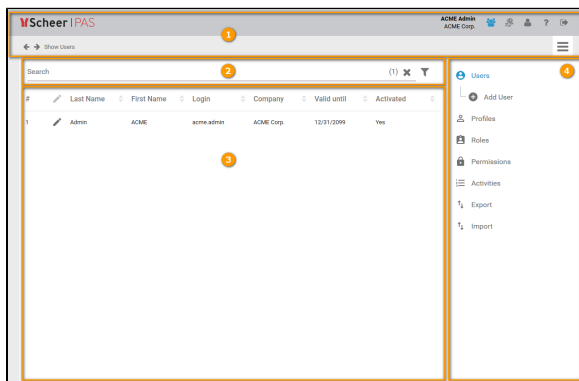 Scheer PAS
ACME Admin
ACME Corp.
?
1
Show Users
Search
2
(1)
4
Users
# Last Name First Name Login Company Valid until Activated
Add User
1 Admin ACME acme.admin ACME Corp. 12/31/2099 Yes
Profiles
Roles
3
Permissions
Activities
Export
Import